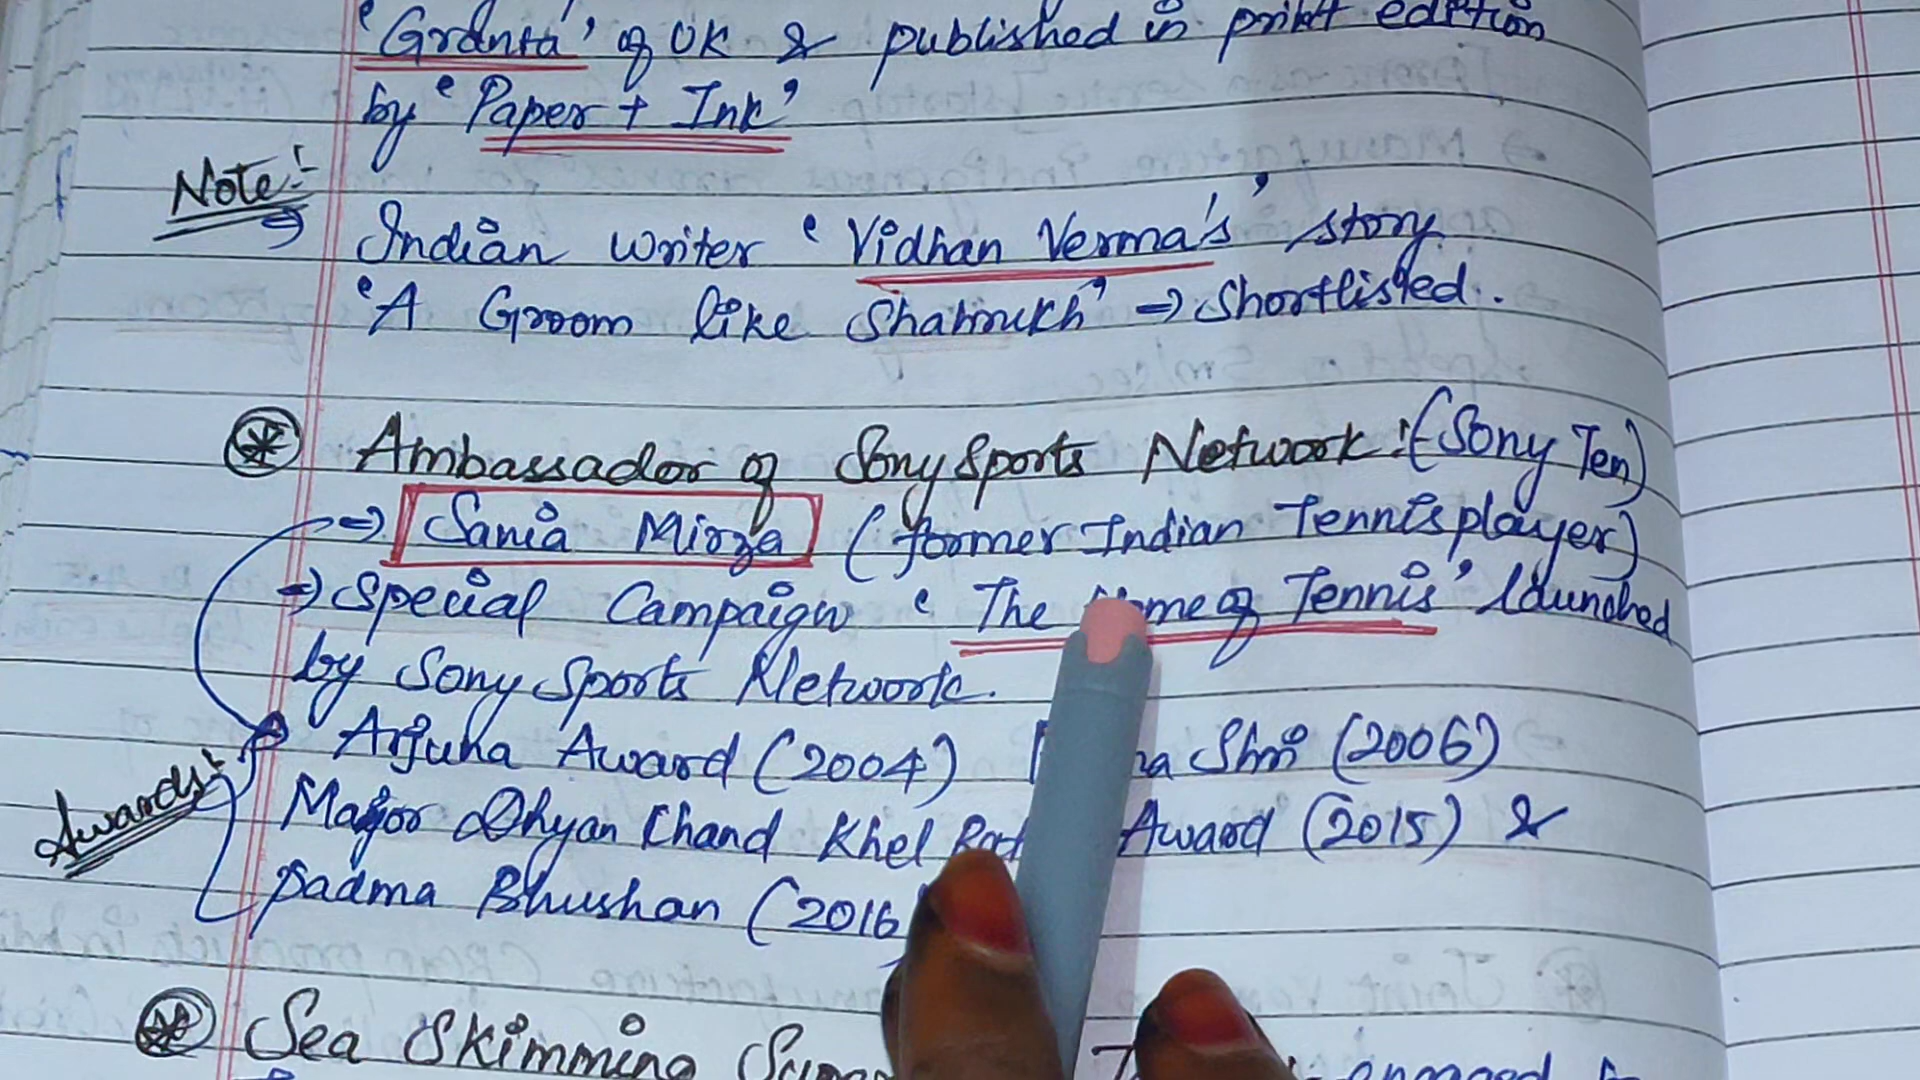 'Granta' of UK & published in print edition
by 'Paper + Ink'
Note:-
⇒ Indian writer 'Vidhan Verma's' story
'A Groom like Shahrukh' ⇒ Shortlisted.
Ambassador of Sony Sports Network :- (Sony Ten)
⇒ Sania Mirza (former Indian Tennis player)
⇒ Special Campaign 'The Home of Tennis' launched
by Sony Sports Network.
Awards:- Arjuna Award (2004) Shri (2006)
Major Dhyan Chand Khel Award (2015) &
Padma Bhushan (2016
Sea Skimming